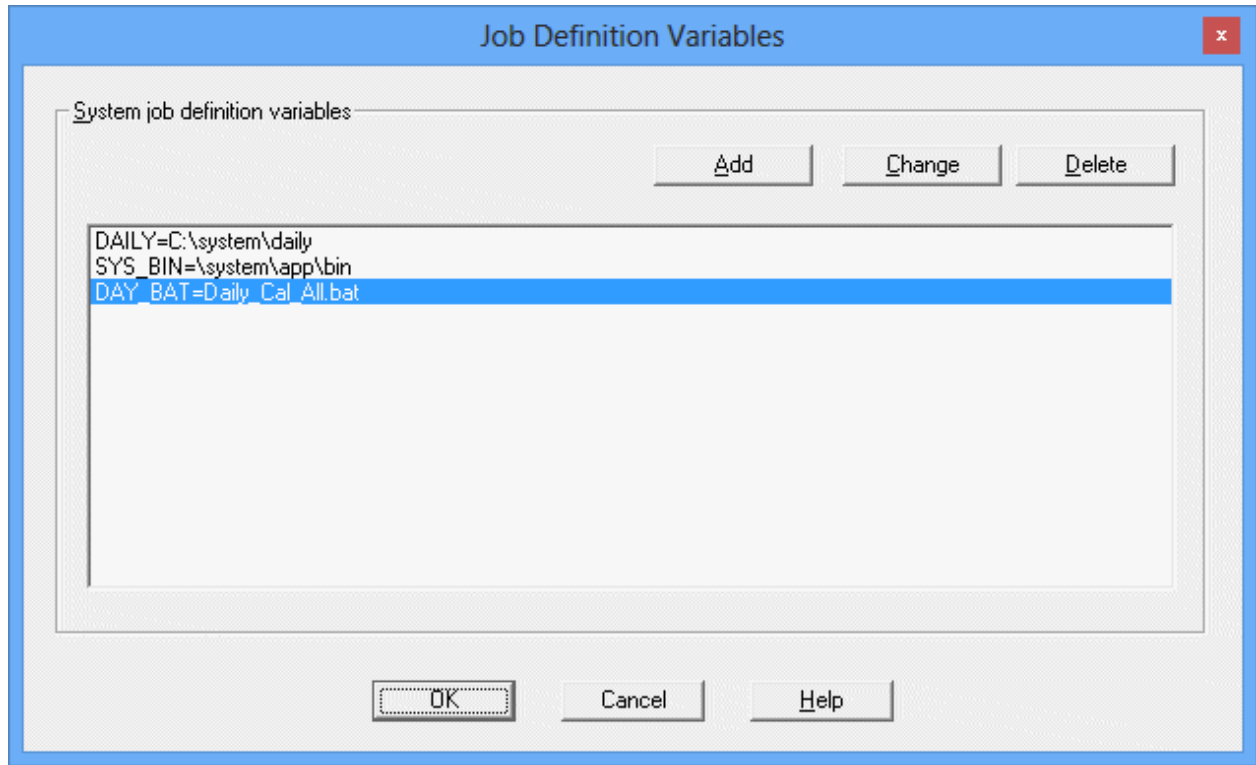 Job Definition Variables
x
System job definition variables
Add Change Delete
DAILY=C:\system\daily
SYS_BIN=\system\app\bin
DAY_BAT=Daily_Cal_All.bat
OK Cancel Help